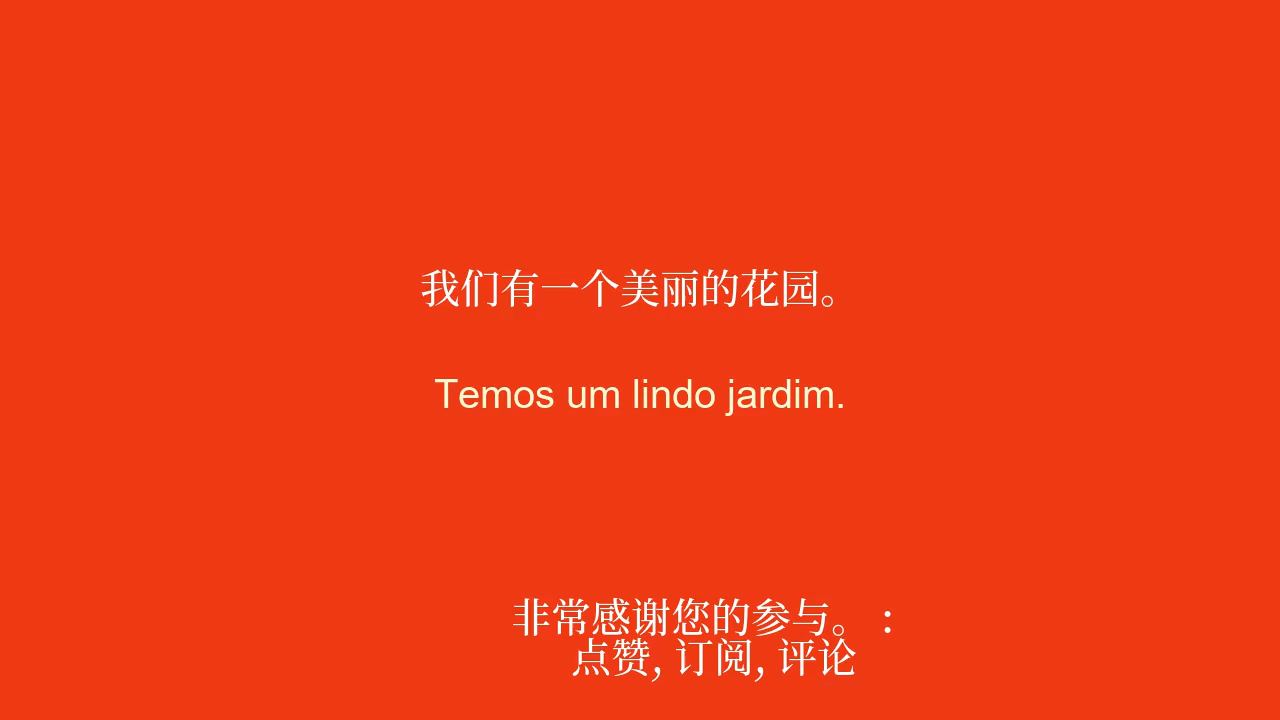 我们有一个美丽的花园。
Temos um lindo jardim.
非常感谢您的参与。 :
点赞, 订阅, 评论